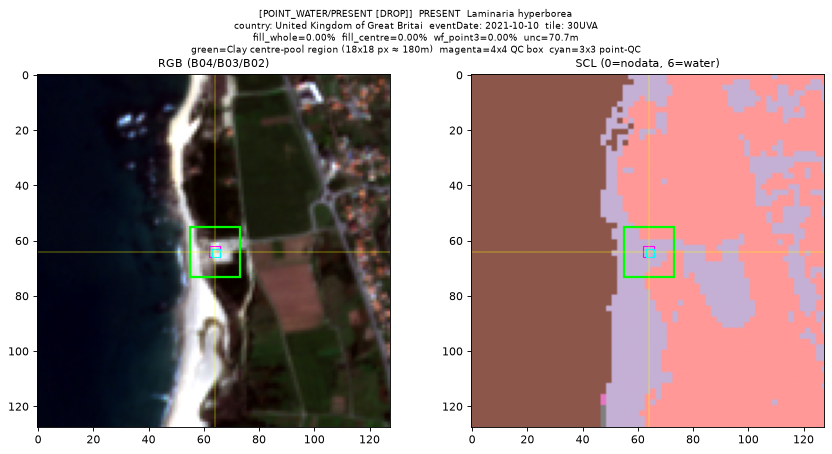 [POINT_WATER/PRESENT [DROP]]  PRESENT  Laminaria hyperborea
country: United Kingdom of Great Britai  eventDate: 2021-10-10  tile: 30UVA
fill_whole=0.00%  fill_centre=0.00%  wf_point3=0.00%  unc=70.7m
green=Clay centre-pool region (18x18 px ≈ 180m)  magenta=4x4 QC box  cyan=3x3 point-QC
RGB (B04/B03/B02)
SCL (0=nodata, 6=water)
0
20
40
60
80
100
120
0 20 40 60 80 100 120
0
20
40
60
80
100
120
0 20 40 60 80 100 120